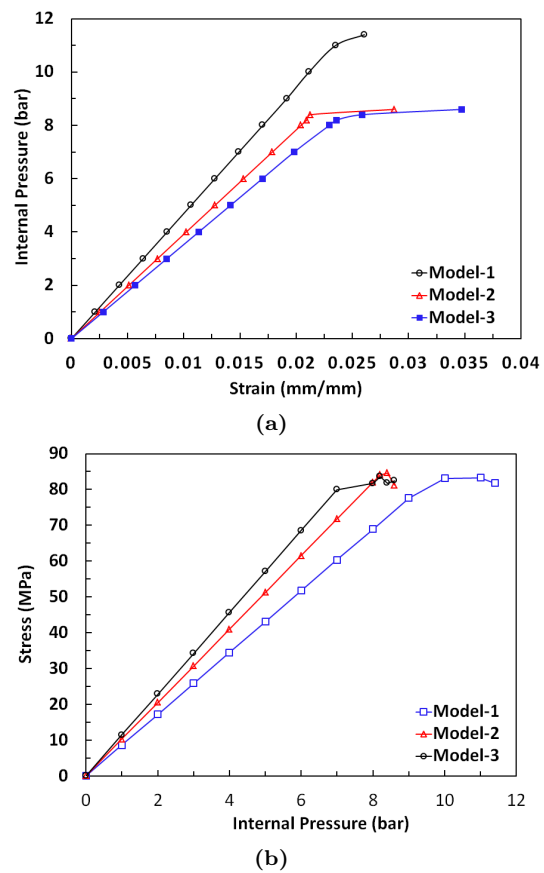 12
10
8
6
4
2
0
Internal Pressure (bar)
Model-1
Model-2
Model-3
0 0.005 0.01 0.015 0.02 0.025 0.03 0.035 0.04
Strain (mm/mm)
(a)
90
80
70
60
50
40
30
20
10
0
Stress (MPa)
Model-1
Model-2
Model-3
0 2 4 6 8 10 12
Internal Pressure (bar)
(b)